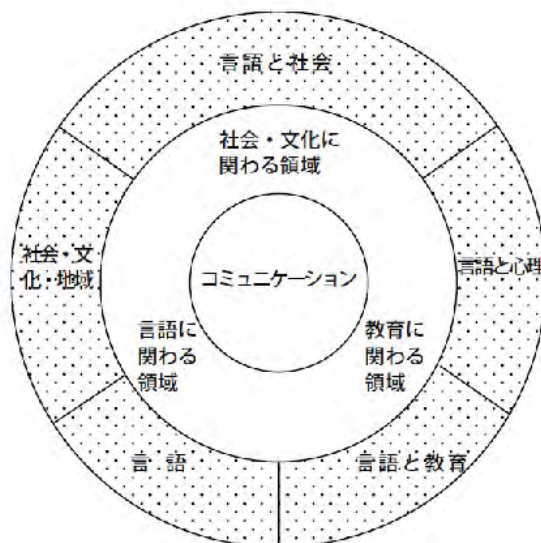 言語と社会
社会・文化に
関わる領域
社会・文
化・地域
コミュニケーション
言語と心理
言語に
関わる
領域
教育に
関わる
領域
言語
言語と教育